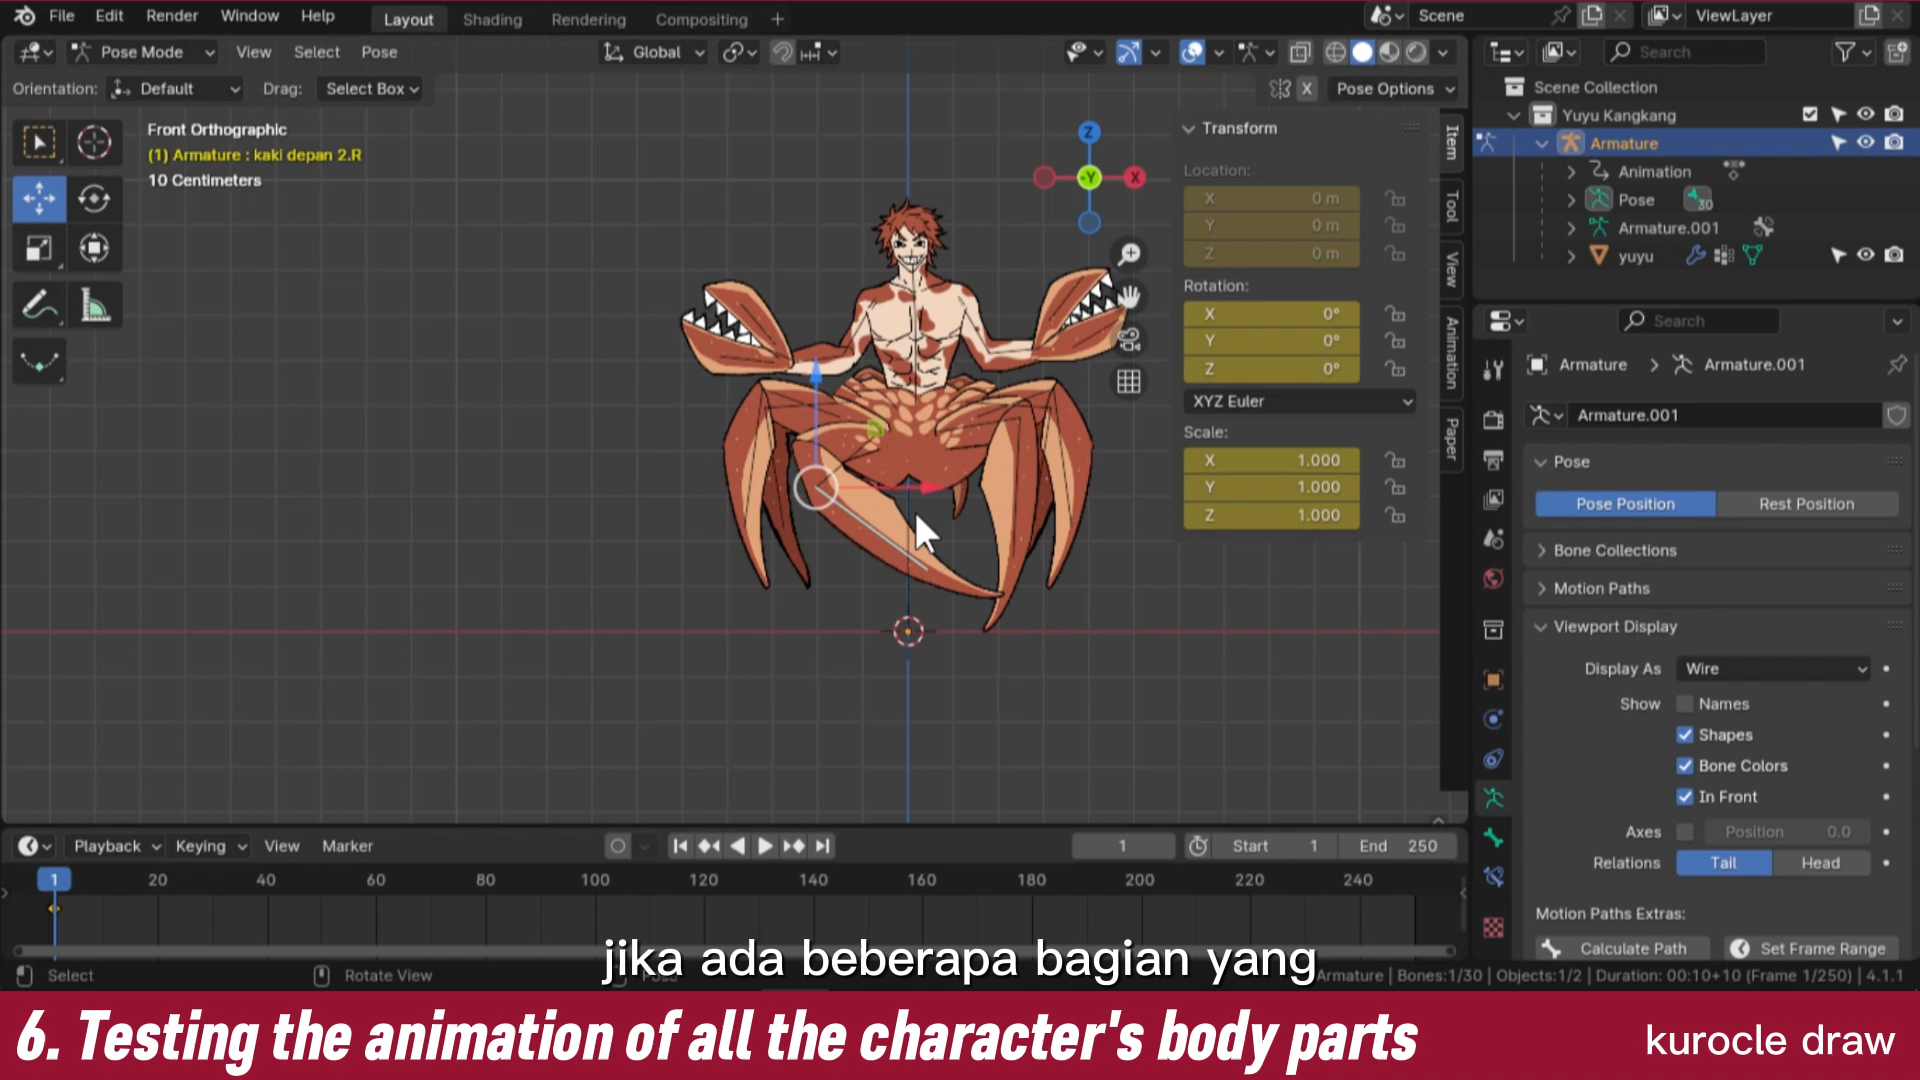 File Edit Render Window Help Layout Shading Rendering Compositing + Scene ViewLayer
Pose Mode View Select Pose Global Search
Orientation: Default Drag: Select Box X Pose Options
Scene Collection
Yuyu Kangkang
Armature
Animation
Pose 30
Armature.001
yuyu
Front Orthographic
(1) Armature : kaki depan 2.R
10 Centimeters
Z
-Y
X
Transform
Location:
X 0 m
Y 0 m
Z 0 m
Rotation:
X 0°
Y 0°
Z 0°
XYZ Euler
Scale:
X 1.000
Y 1.000
Z 1.000
Item
Tool
View
Animation
Paper
Search
Armature Armature.001
Armature.001
Pose
Pose Position Rest Position
Bone Collections
Motion Paths
Viewport Display
Display As Wire
Show Names
Shapes
Bone Colors
In Front
Axes Position 0.0
Relations Tail Head
Motion Paths Extras:
Calculate Path Set Frame Range
Playback Keying View Marker 1 Start 1 End 250
1 20 40 60 80 100 120 140 160 180 200 220 240
jika ada beberapa bagian yang
Select Rotate View Armature | Bones:1/30 | Objects:1/2 | Duration: 00:10+10 (Frame 1/250) | 4.1.1
6. Testing the animation of all the character's body parts
kurocle draw